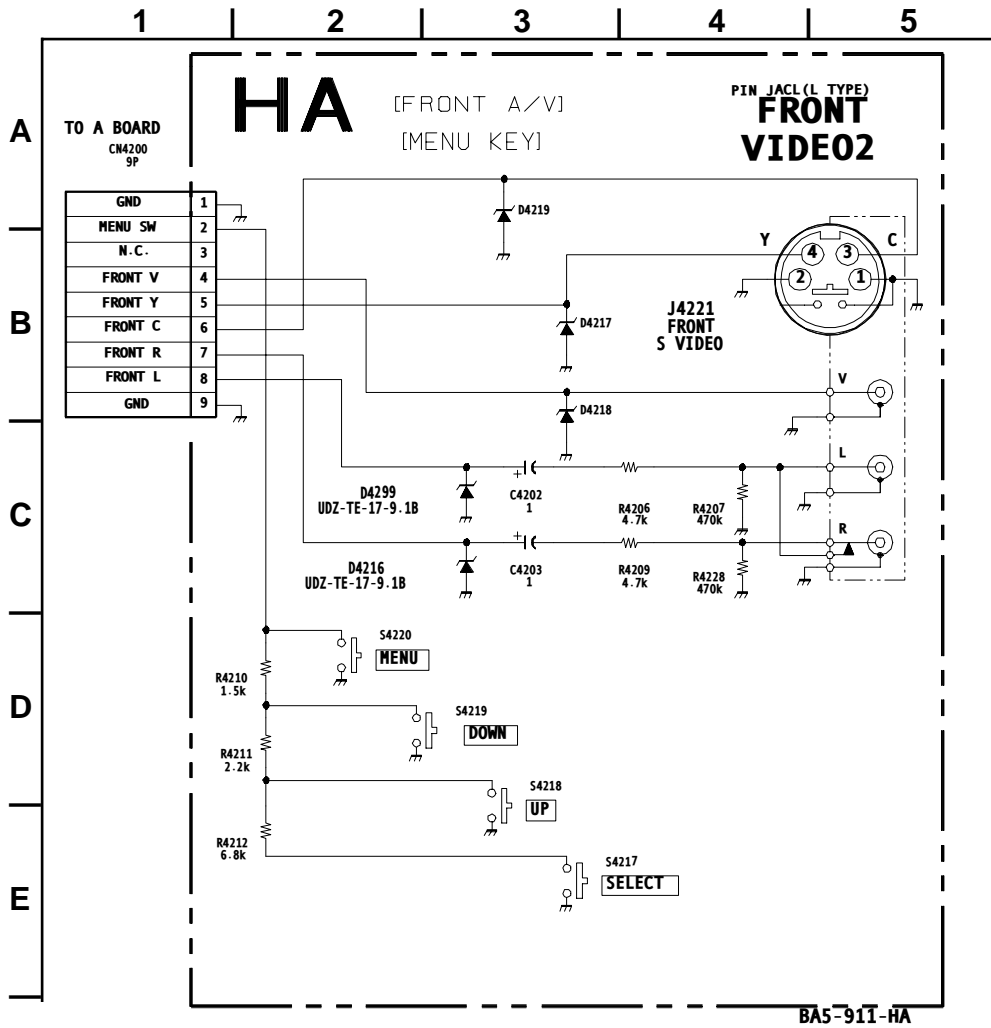 1 2 3 4 5
A
B
C
D
E
HA
[FRONT A/V]
[MENU KEY]
PIN JACL(L TYPE)
FRONT
VIDEO2
TO A BOARD
CN4200
9P
GND 1
MENU SW 2
N.C. 3
FRONT V 4
FRONT Y 5
FRONT C 6
FRONT R 7
FRONT L 8
GND 9
D4219
Y
C
4 3
2 1
D4217
J4221
FRONT
S VIDEO
V
D4218
L
D4299
UDZ-TE-17-9.1B
+
C4202
1
R4206
4.7k
R4207
470k
R
D4216
UDZ-TE-17-9.1B
+
C4203
1
R4209
4.7k
R4228
470k
S4220
MENU
R4210
1.5k
S4219
DOWN
R4211
2.2k
S4218
UP
R4212
6.8k
S4217
SELECT
BA5-911-HA